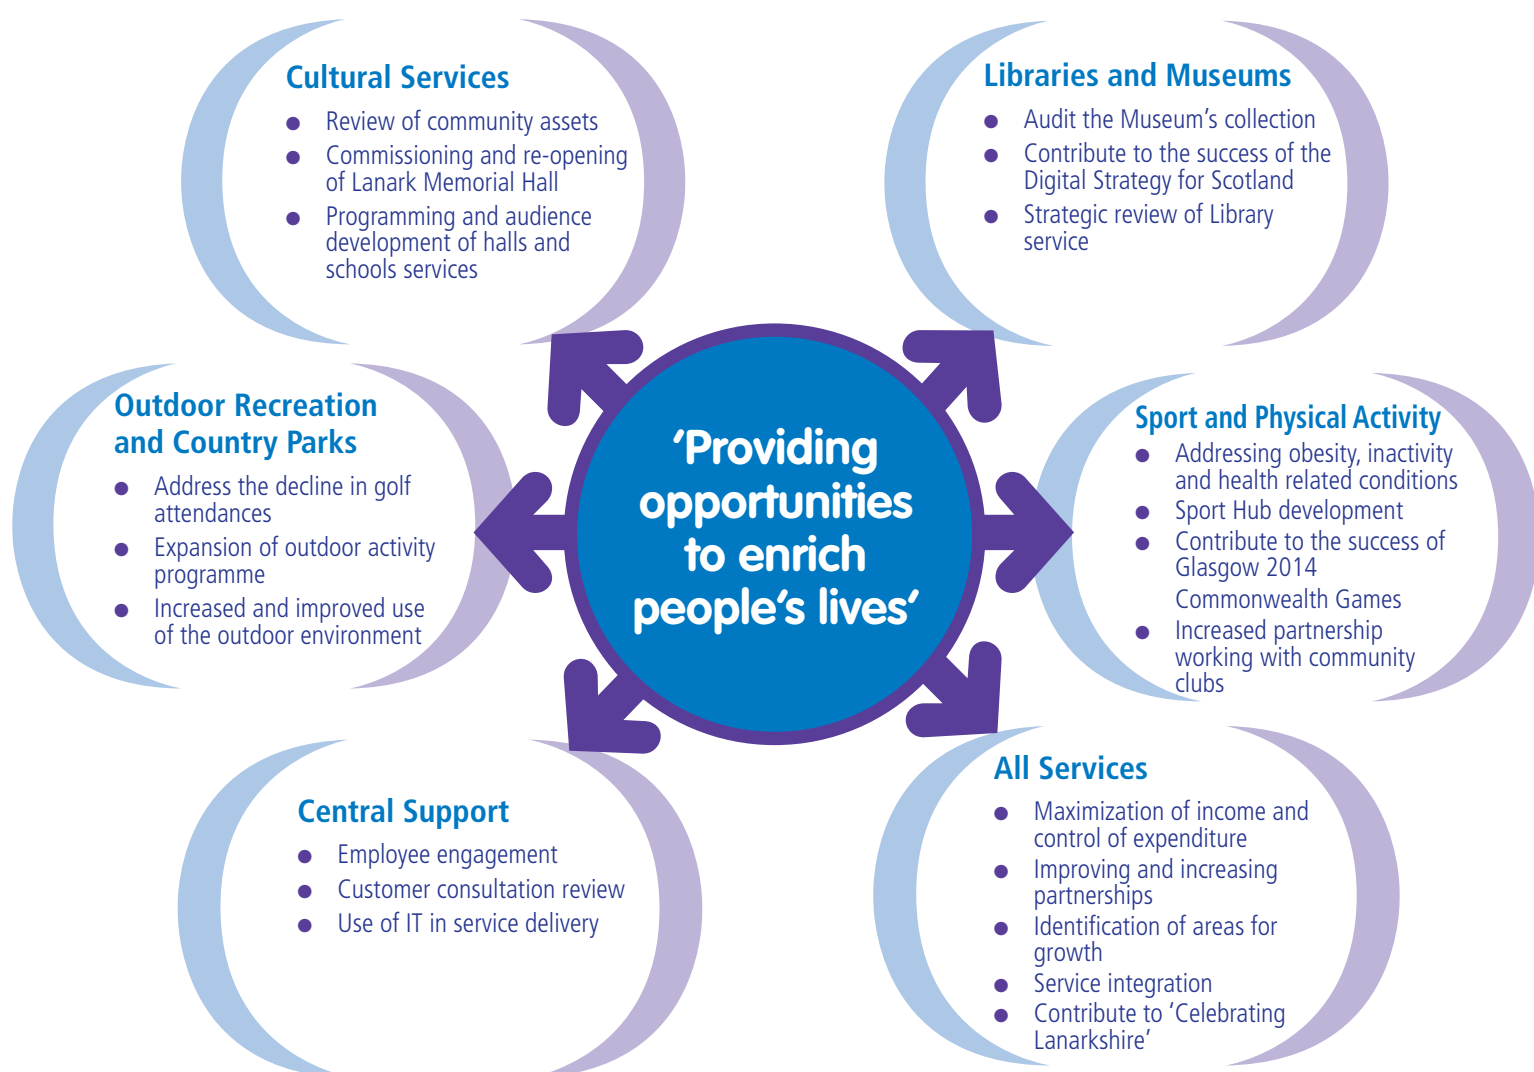 Cultural Services
● Review of community assets
● Commissioning and re-opening
of Lanark Memorial Hall
● Programming and audience
development of halls and
schools services
Libraries and Museums
● Audit the Museum’s collection
● Contribute to the success of the
Digital Strategy for Scotland
● Strategic review of Library
service
Outdoor Recreation
and Country Parks
● Address the decline in golf
attendances
● Expansion of outdoor activity
programme
● Increased and improved use
of the outdoor environment
‘Providing
opportunities
to enrich
people’s lives’
Sport and Physical Activity
● Addressing obesity, inactivity
and health related conditions
● Sport Hub development
● Contribute to the success of
Glasgow 2014
Commonwealth Games
● Increased partnership
working with community
clubs
Central Support
● Employee engagement
● Customer consultation review
● Use of IT in service delivery
All Services
● Maximization of income and
control of expenditure
● Improving and increasing
partnerships
● Identification of areas for
growth
● Service integration
● Contribute to ‘Celebrating
Lanarkshire’